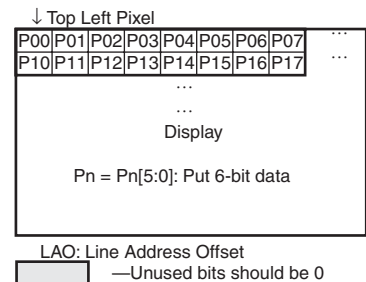 ↓ Top Left Pixel
P00 P01 P02 P03 P04 P05 P06 P07 …
P10 P11 P12 P13 P14 P15 P16 P17 …
…
…
Display
Pn = Pn[5:0]: Put 6-bit data
LAO: Line Address Offset
—Unused bits should be 0